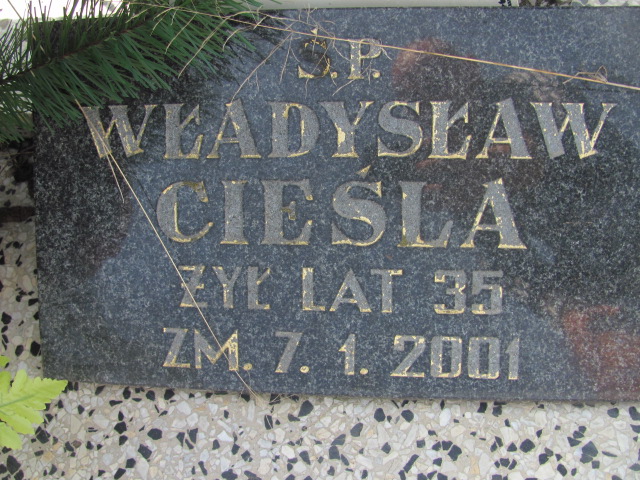 Ś.P.
WŁADYSŁAW
CIEŚLA
ŻYŁ LAT 35
ZM. 7. 1. 2001